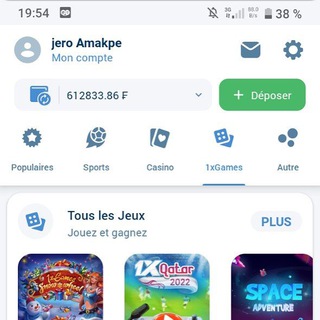 19:54
3G
38 %
jero Amakpe
Mon compte
612833.86 ₣
+ Déposer
Populaires
Sports
Casino
1xGames
Autre
Tous les Jeux
Jouez et gagnez
PLUS
1X Qatar
2022
SPACE
ADVENTURE